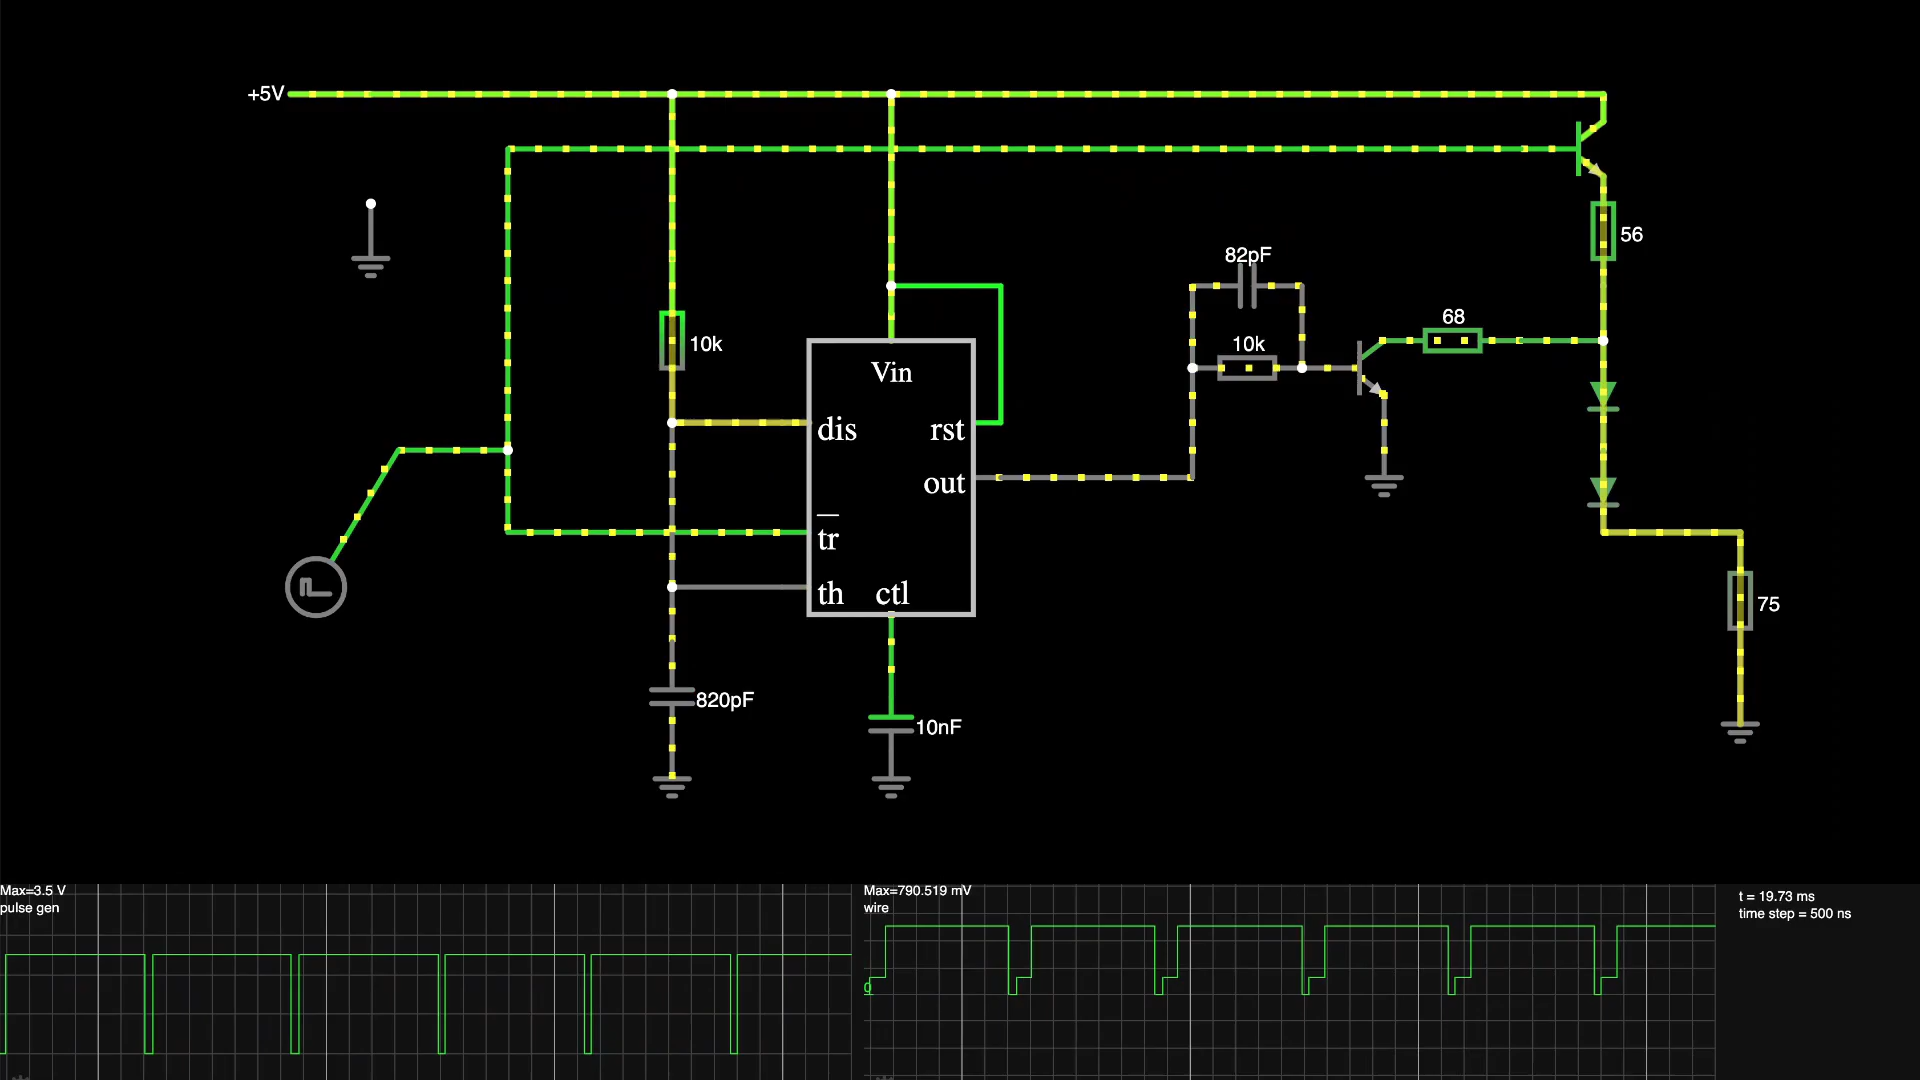 +5V
56
82pF
68
10k
10k
Vin
dis
rst
out
tr
th
ctl
75
820pF
10nF
Max=3.5 V
pulse gen
Max=790.519 mV
wire
0
t = 19.73 ms
time step = 500 ns